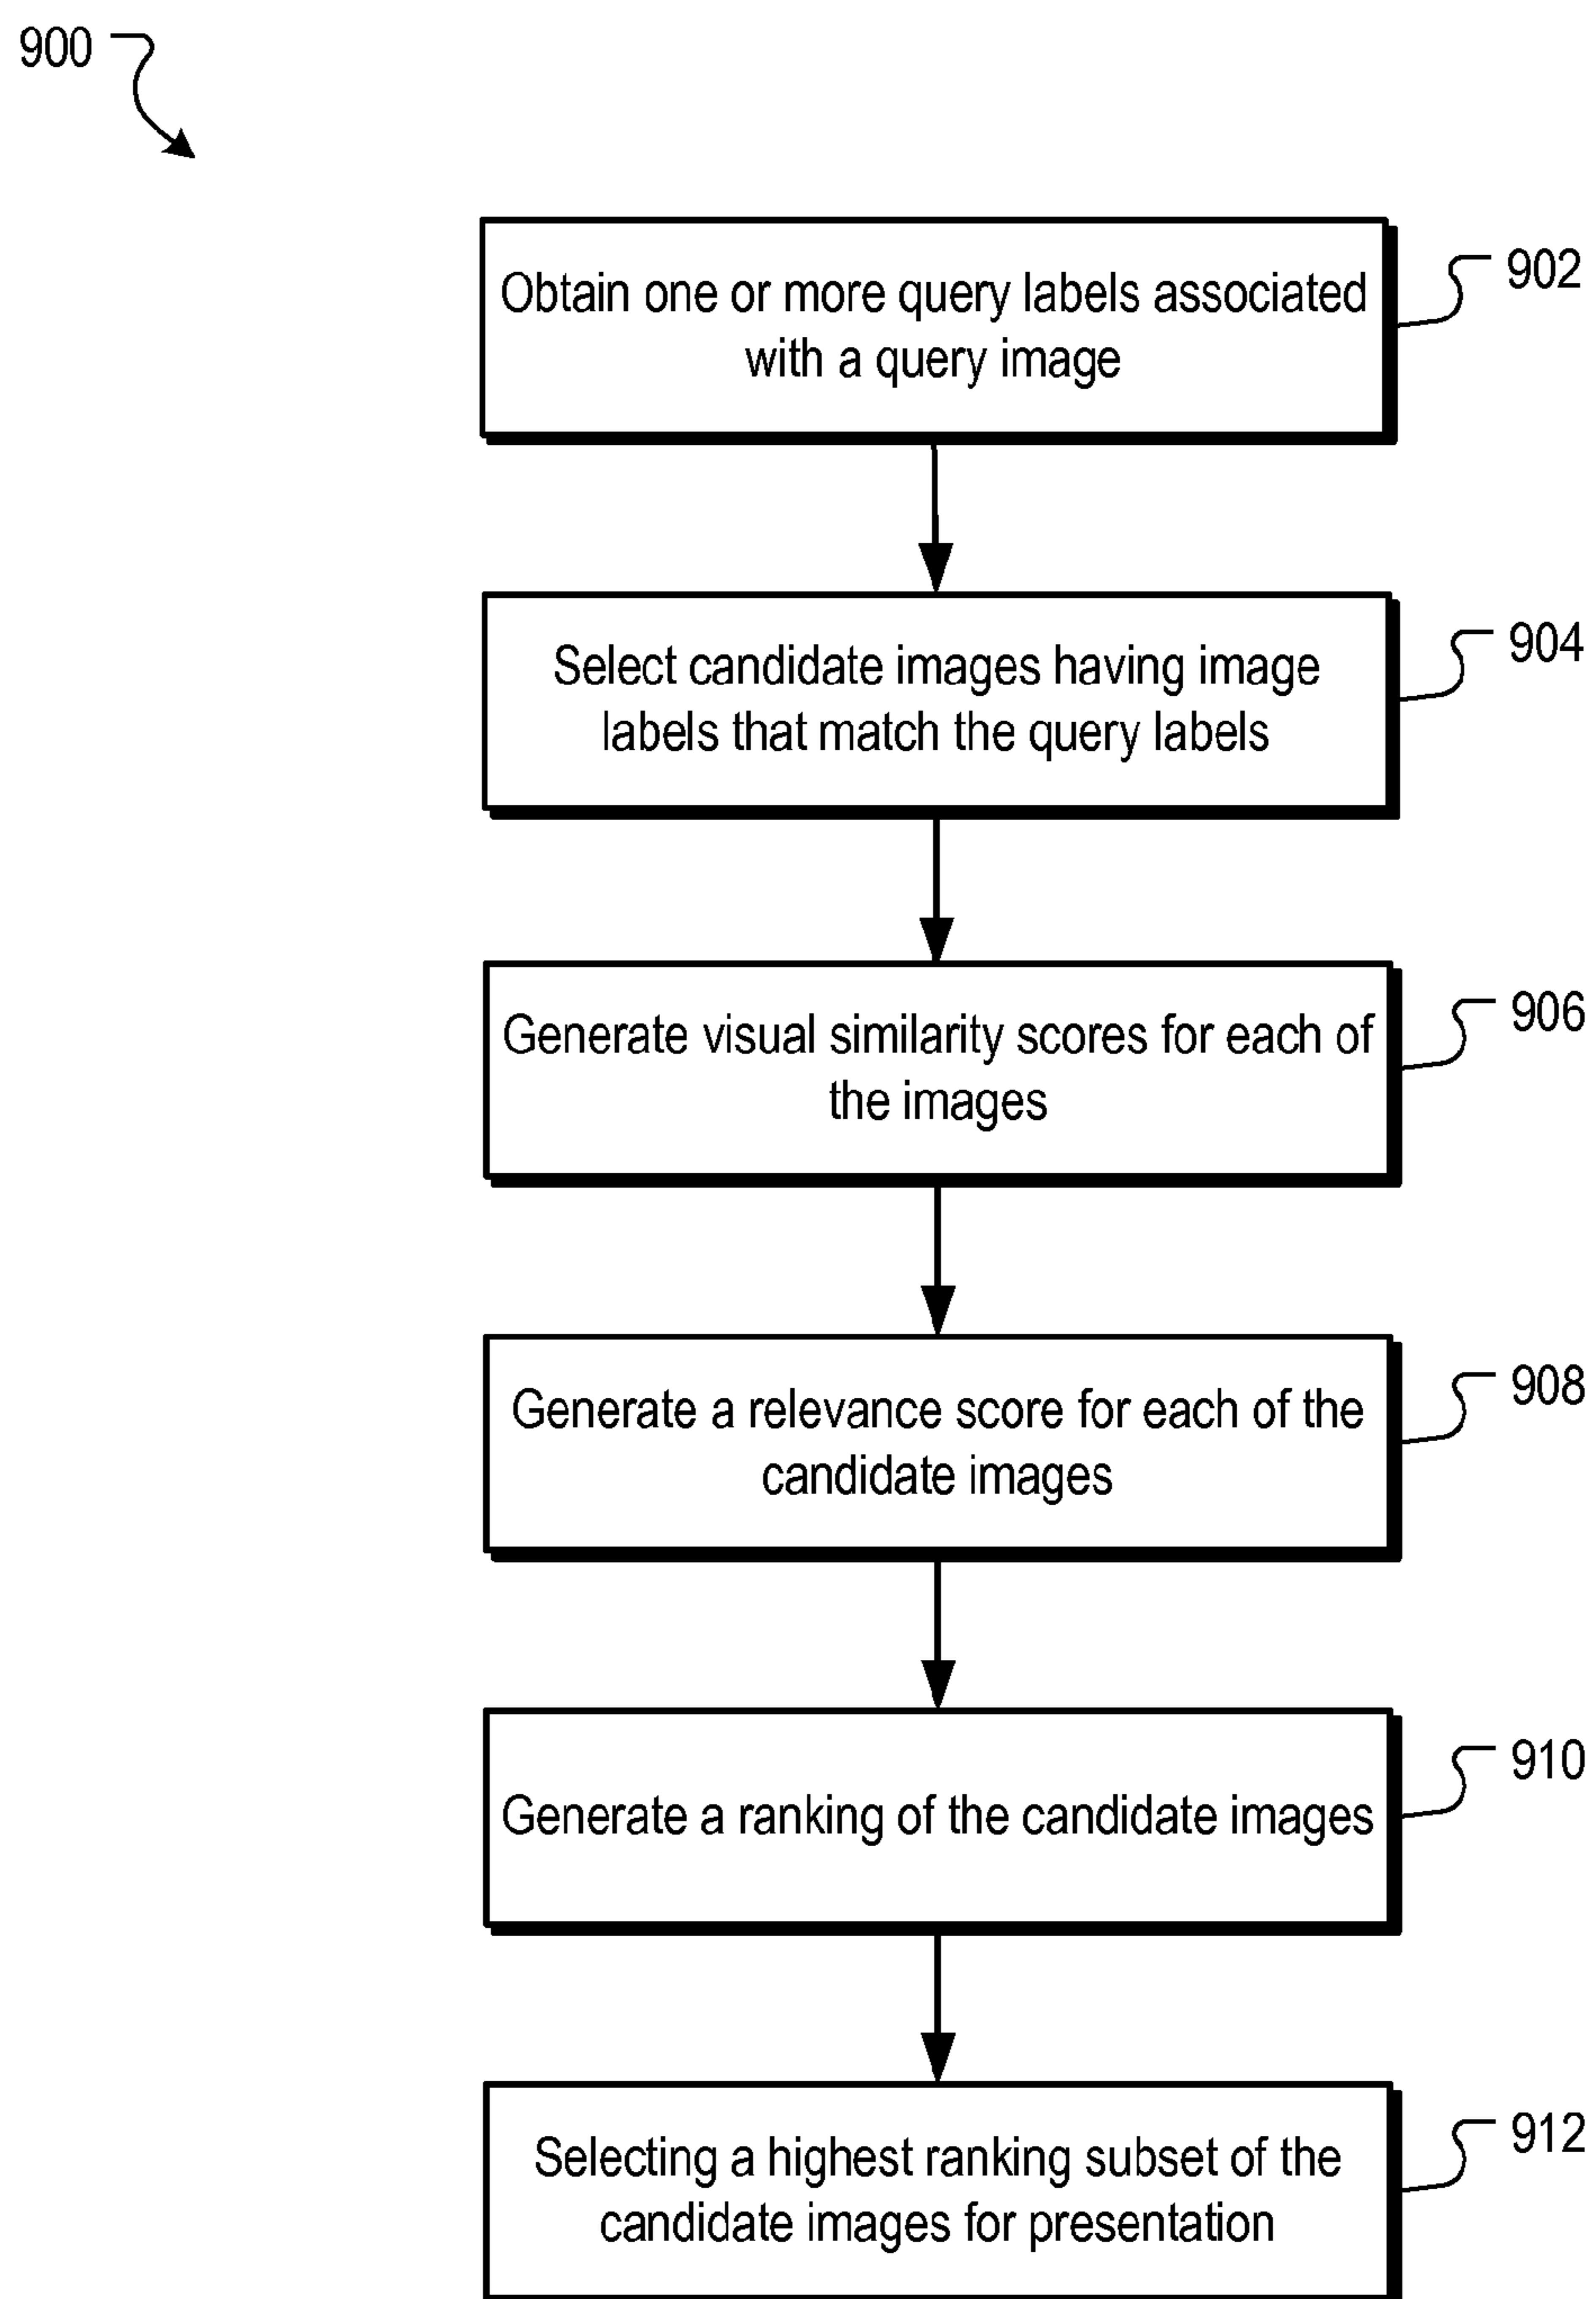 900
Obtain one or more query labels associated
with a query image
902
Select candidate images having image
labels that match the query labels
904
Generate visual similarity scores for each of
the images
906
Generate a relevance score for each of the
candidate images
908
Generate a ranking of the candidate images
910
Selecting a highest ranking subset of the
candidate images for presentation
912